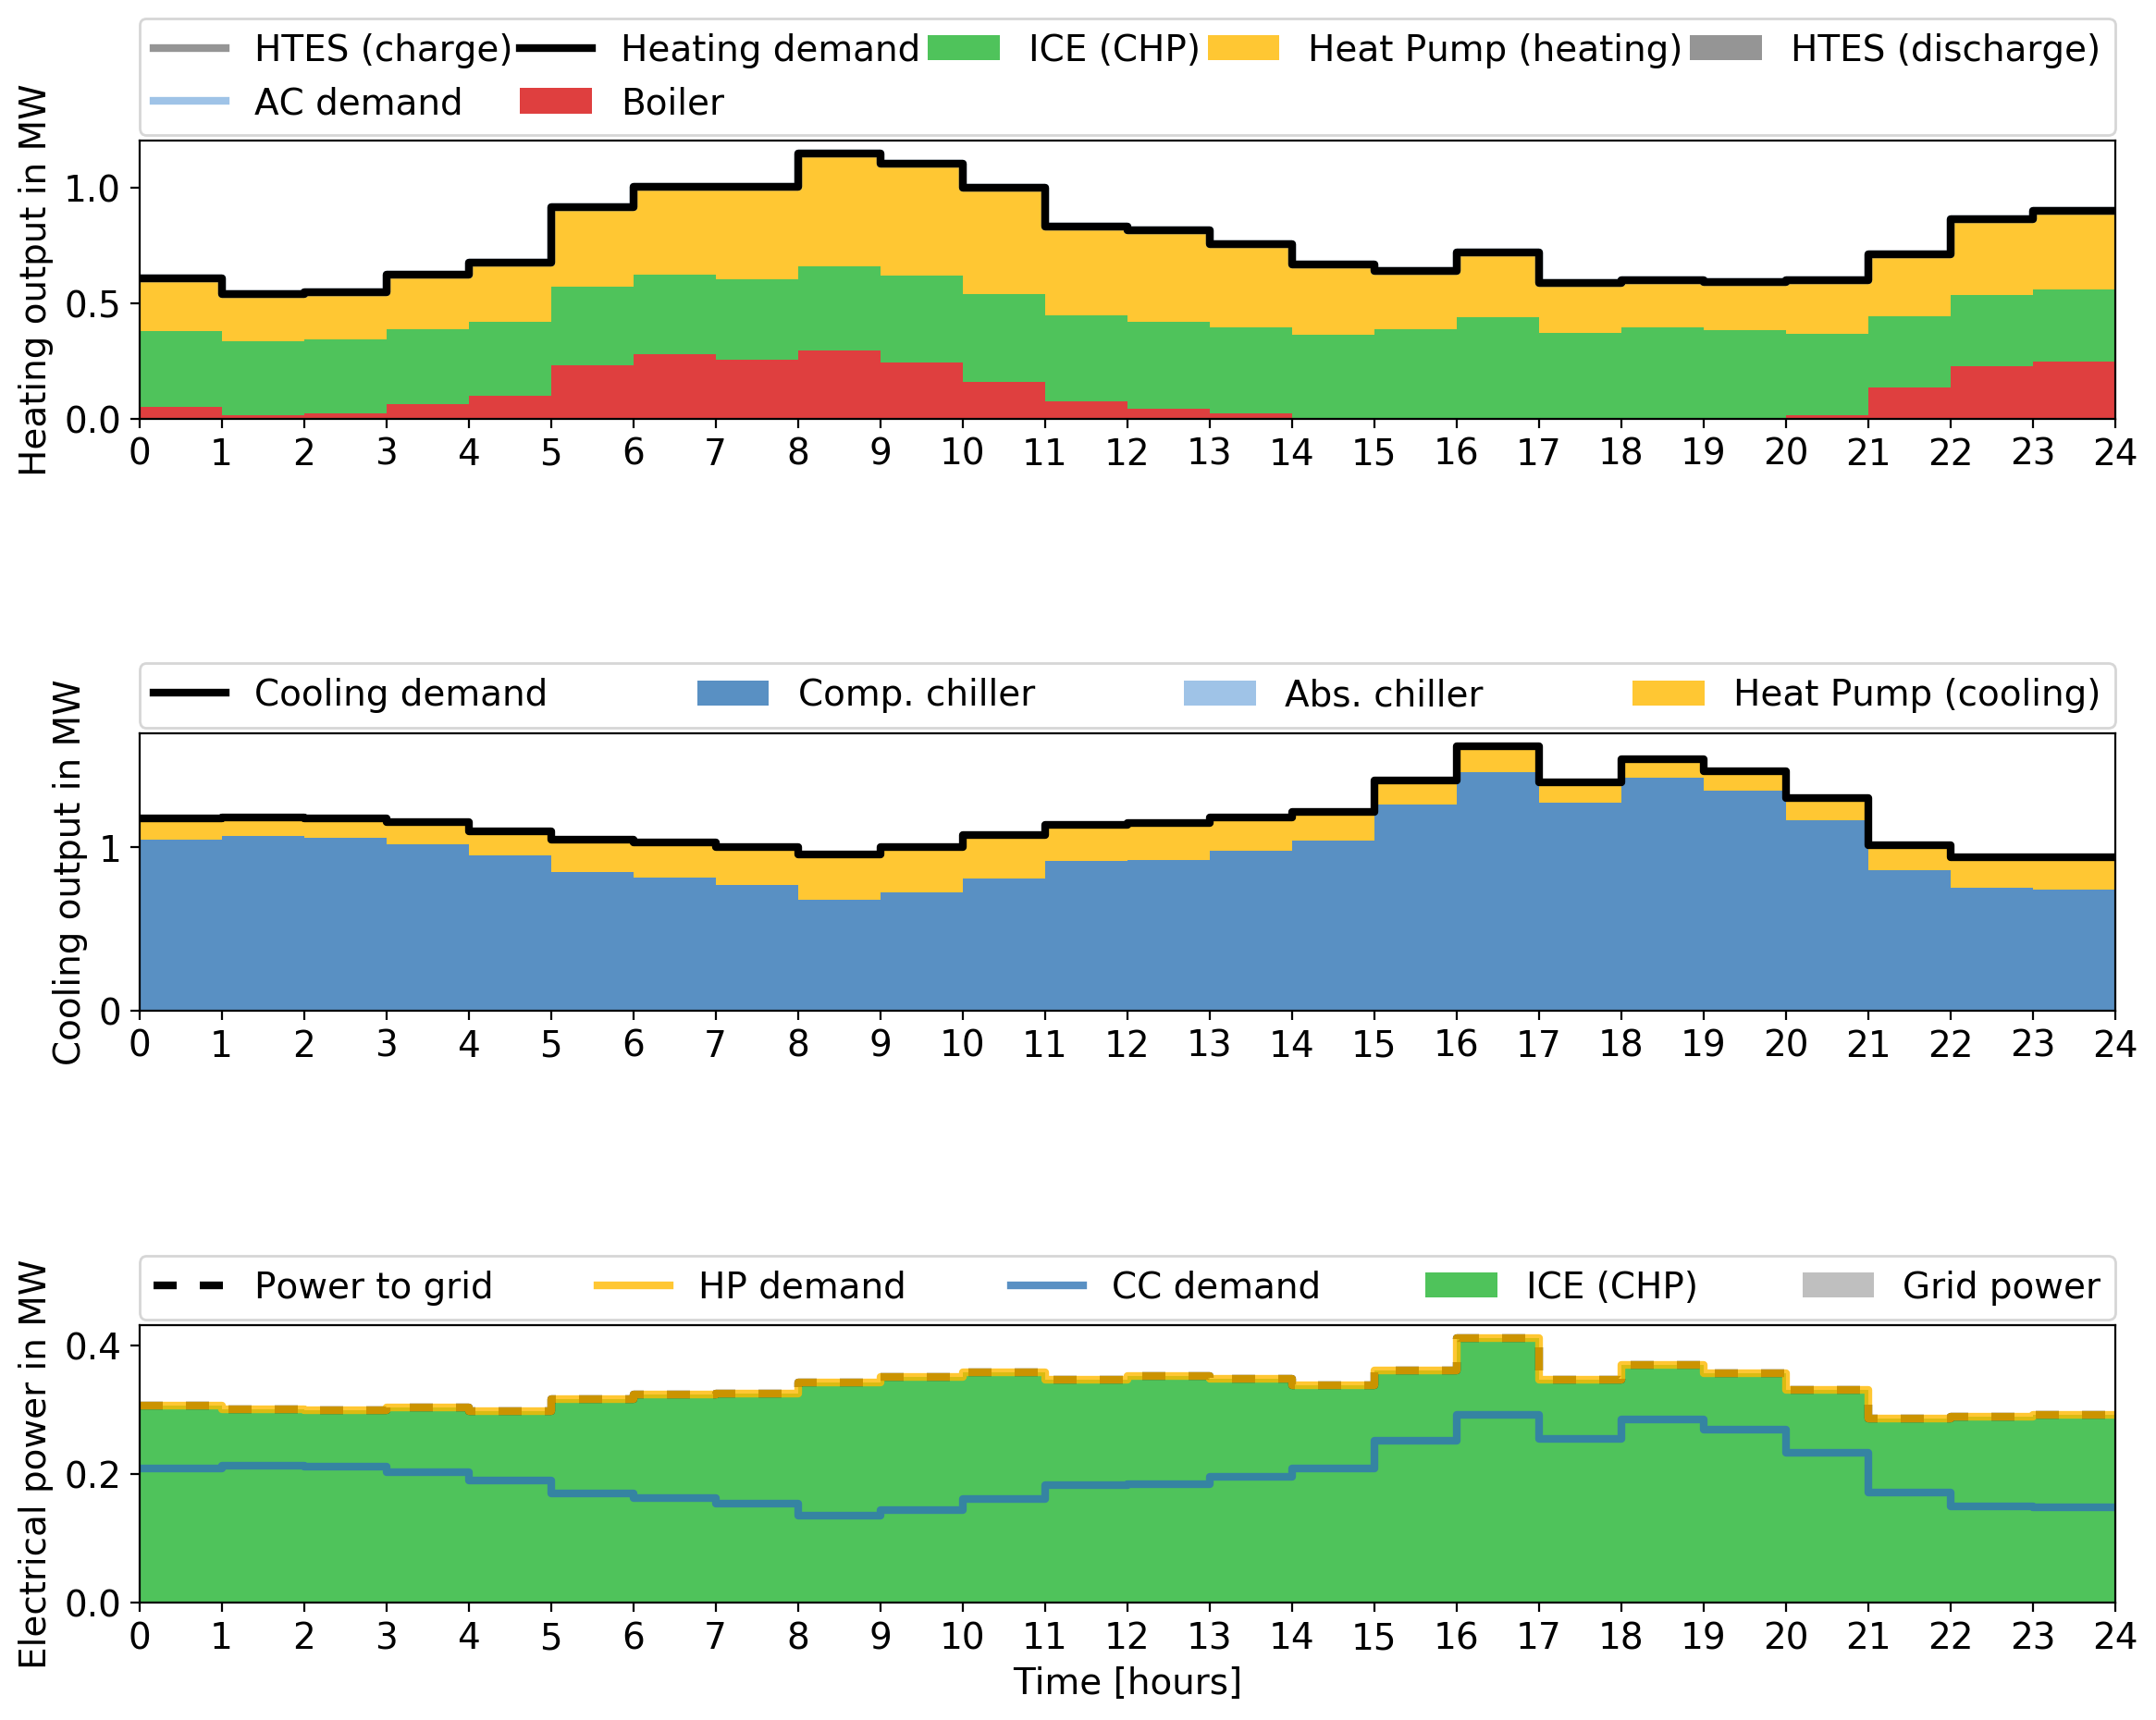 HTES (charge) Heating demand ICE (CHP) Heat Pump (heating) HTES (discharge)
AC demand Boiler
Heating output in MW
1.0
0.5
0.0
0 1 2 3 4 5 6 7 8 9 10 11 12 13 14 15 16 17 18 19 20 21 22 23 24
Cooling demand Comp. chiller Abs. chiller Heat Pump (cooling)
Cooling output in MW
1
0
0 1 2 3 4 5 6 7 8 9 10 11 12 13 14 15 16 17 18 19 20 21 22 23 24
Power to grid HP demand CC demand ICE (CHP) Grid power
Electrical power in MW
0.4
0.2
0.0
0 1 2 3 4 5 6 7 8 9 10 11 12 13 14 15 16 17 18 19 20 21 22 23 24
Time [hours]